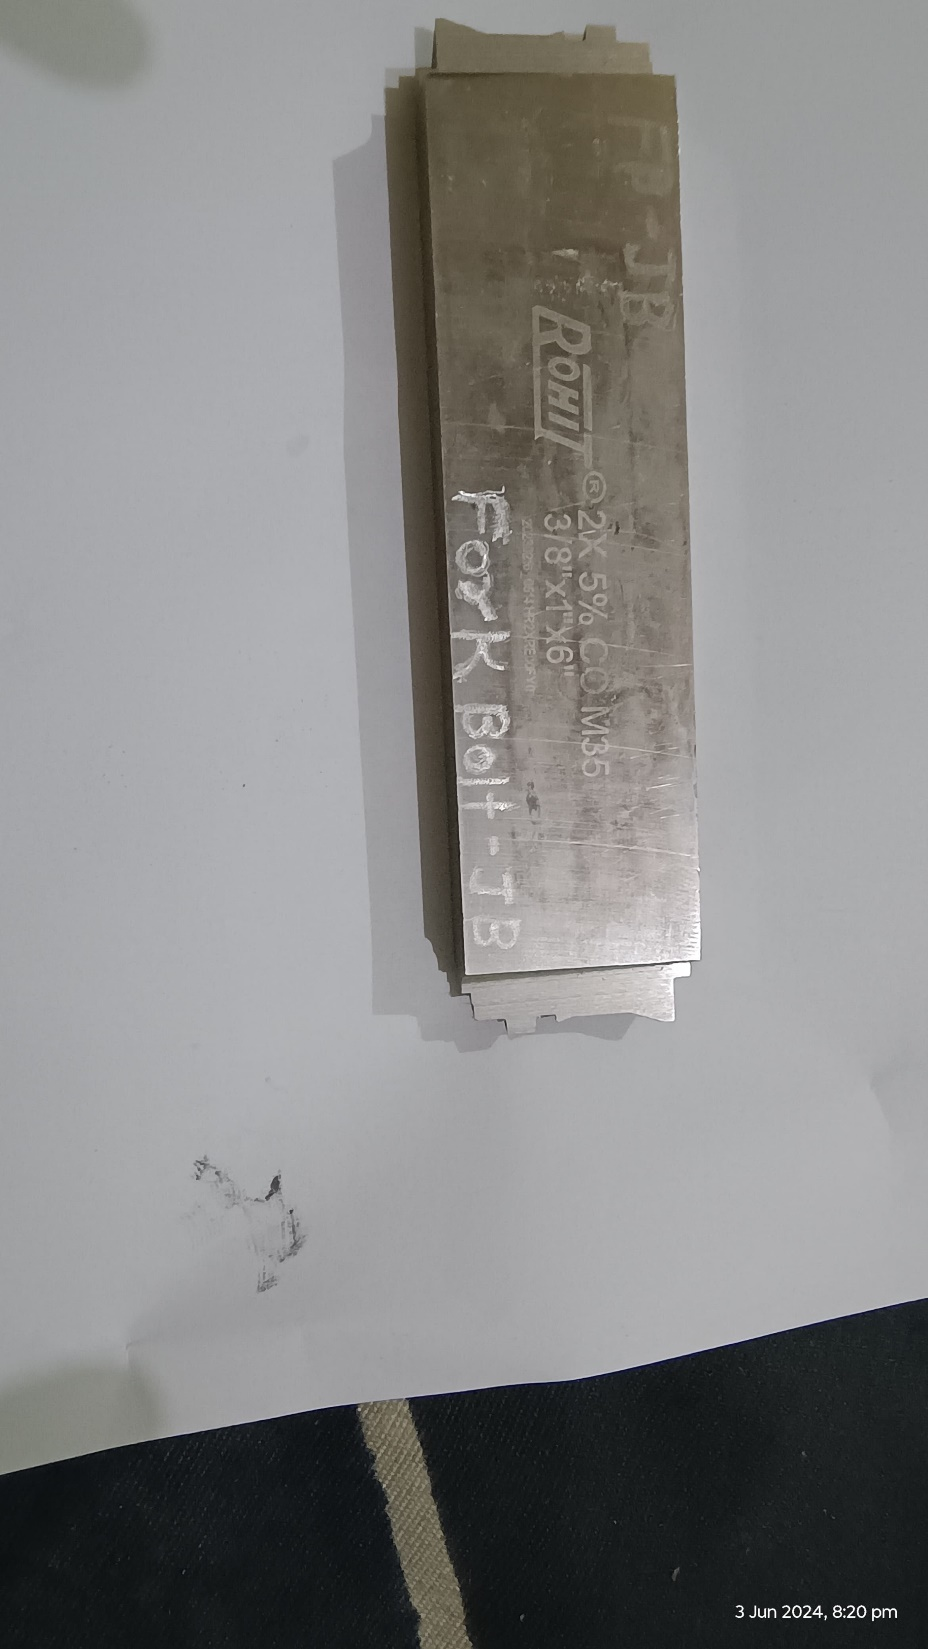 FB-JB
ROHIT® 2X 5% CO M35
3/8"x1"x6"
Fork Bolt-JB
3 Jun 2024, 8:20 pm